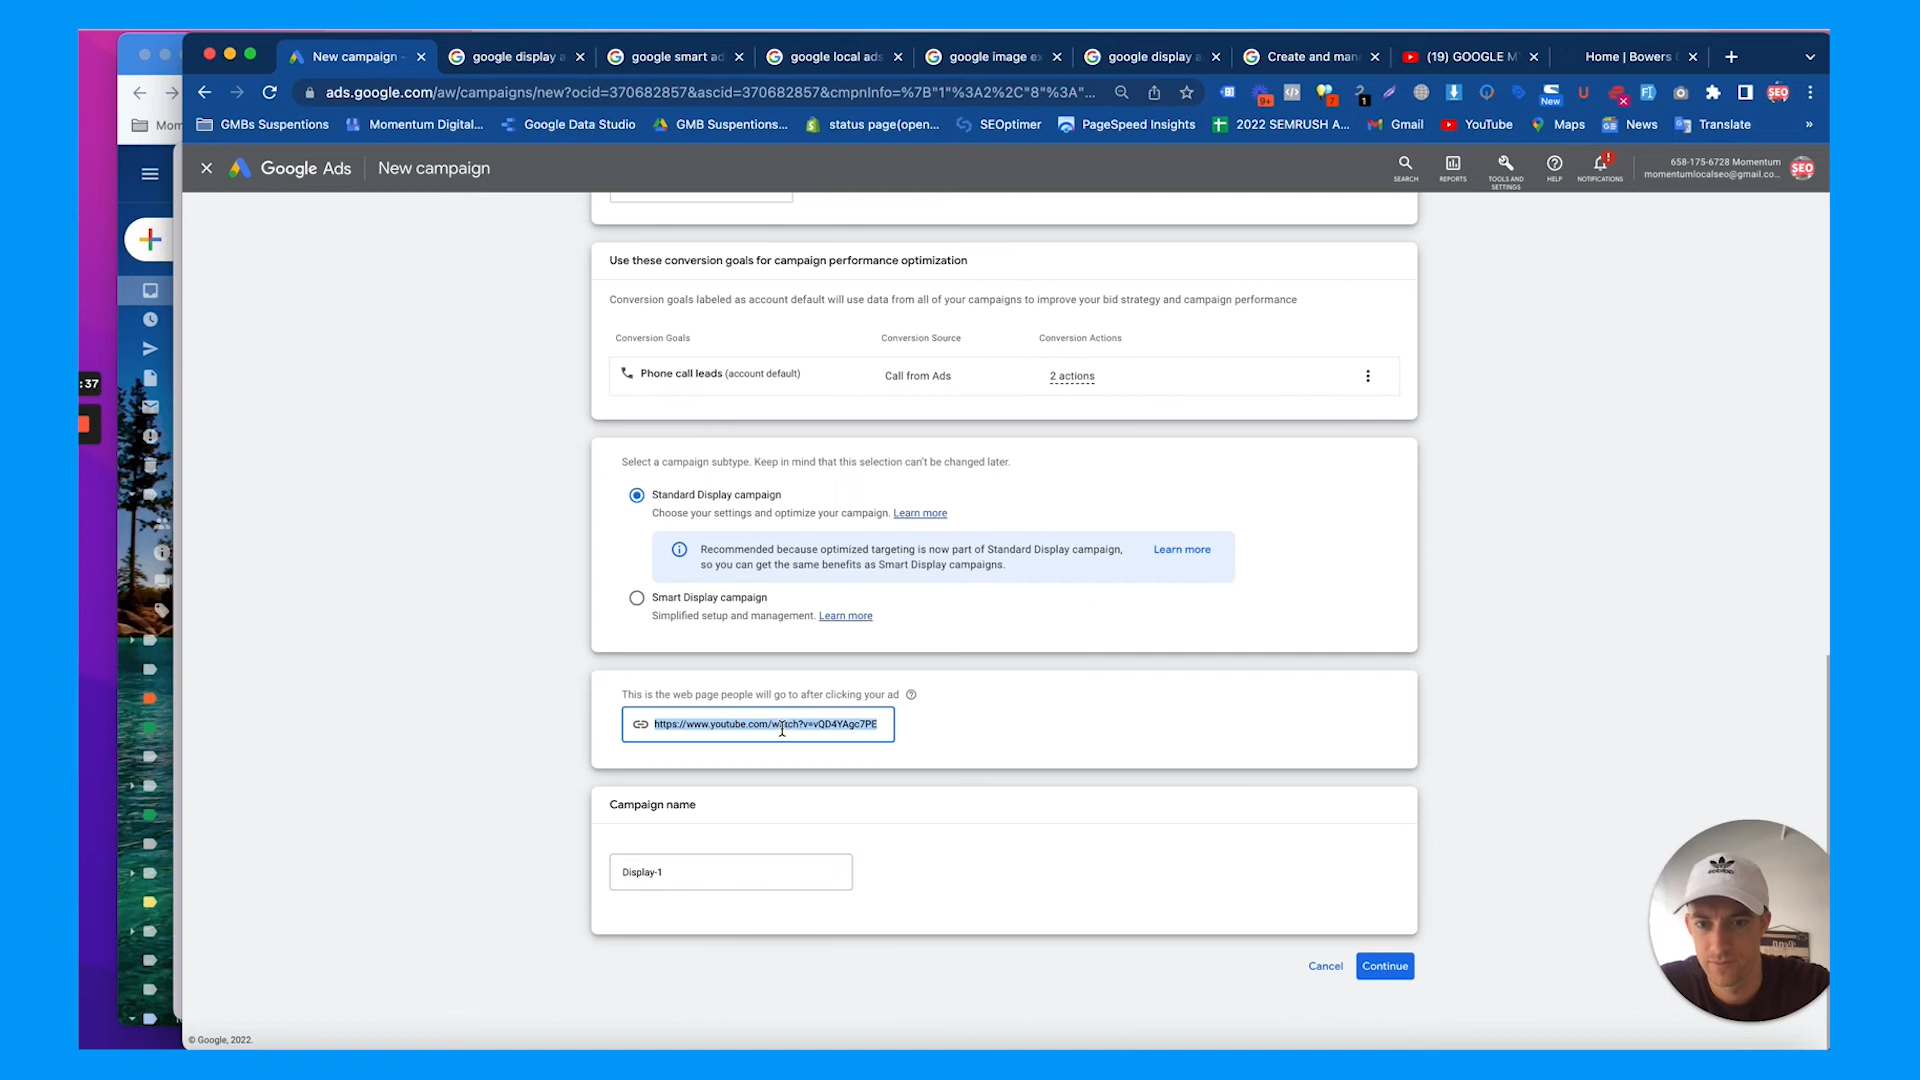 New campaign -
google display a
google smart ad
google local ads
google image ex
google display a
Create and man
(19) GOOGLE M
Home | Bowers
ads.google.com/aw/campaigns/new?ocid=370682857&ascid=370682857&cmpnInfo=%7B"1"%3A2%2C"8"%3A"...
9+
7
1
New
SEO
Mom
GMBs Suspentions
Momentum Digital...
Google Data Studio
GMB Suspentions...
status page(open...
SEOptimer
PageSpeed Insights
2022 SEMRUSH A...
Gmail
YouTube
Maps
News
Translate
»
Google Ads
New campaign
SEARCH
REPORTS
TOOLS AND
SETTINGS
HELP
NOTIFICATIONS
658-175-6728 Momentum
momentumlocalseo@gmail.co...
SEO
Use these conversion goals for campaign performance optimization
Conversion goals labeled as account default will use data from all of your campaigns to improve your bid strategy and campaign performance
Conversion Goals
Conversion Source
Conversion Actions
Phone call leads (account default)
Call from Ads
2 actions
:37
Select a campaign subtype. Keep in mind that this selection can't be changed later.
Standard Display campaign
Choose your settings and optimize your campaign. Learn more
Recommended because optimized targeting is now part of Standard Display campaign,
so you can get the same benefits as Smart Display campaigns.
Learn more
Smart Display campaign
Simplified setup and management. Learn more
This is the web page people will go to after clicking your ad
https://www.youtube.com/watch?v=vQD4YAgc7PE
Campaign name
Display-1
Cancel
Continue
© Google, 2022.